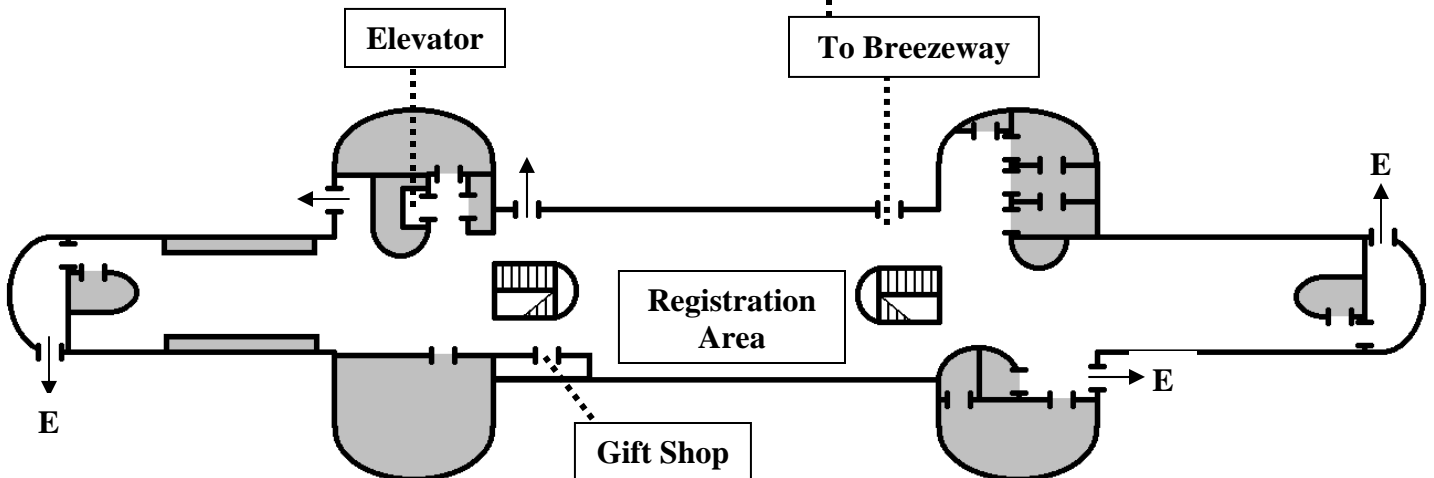 Elevator
To Breezeway
E
Registration
Area
E
E
Gift Shop